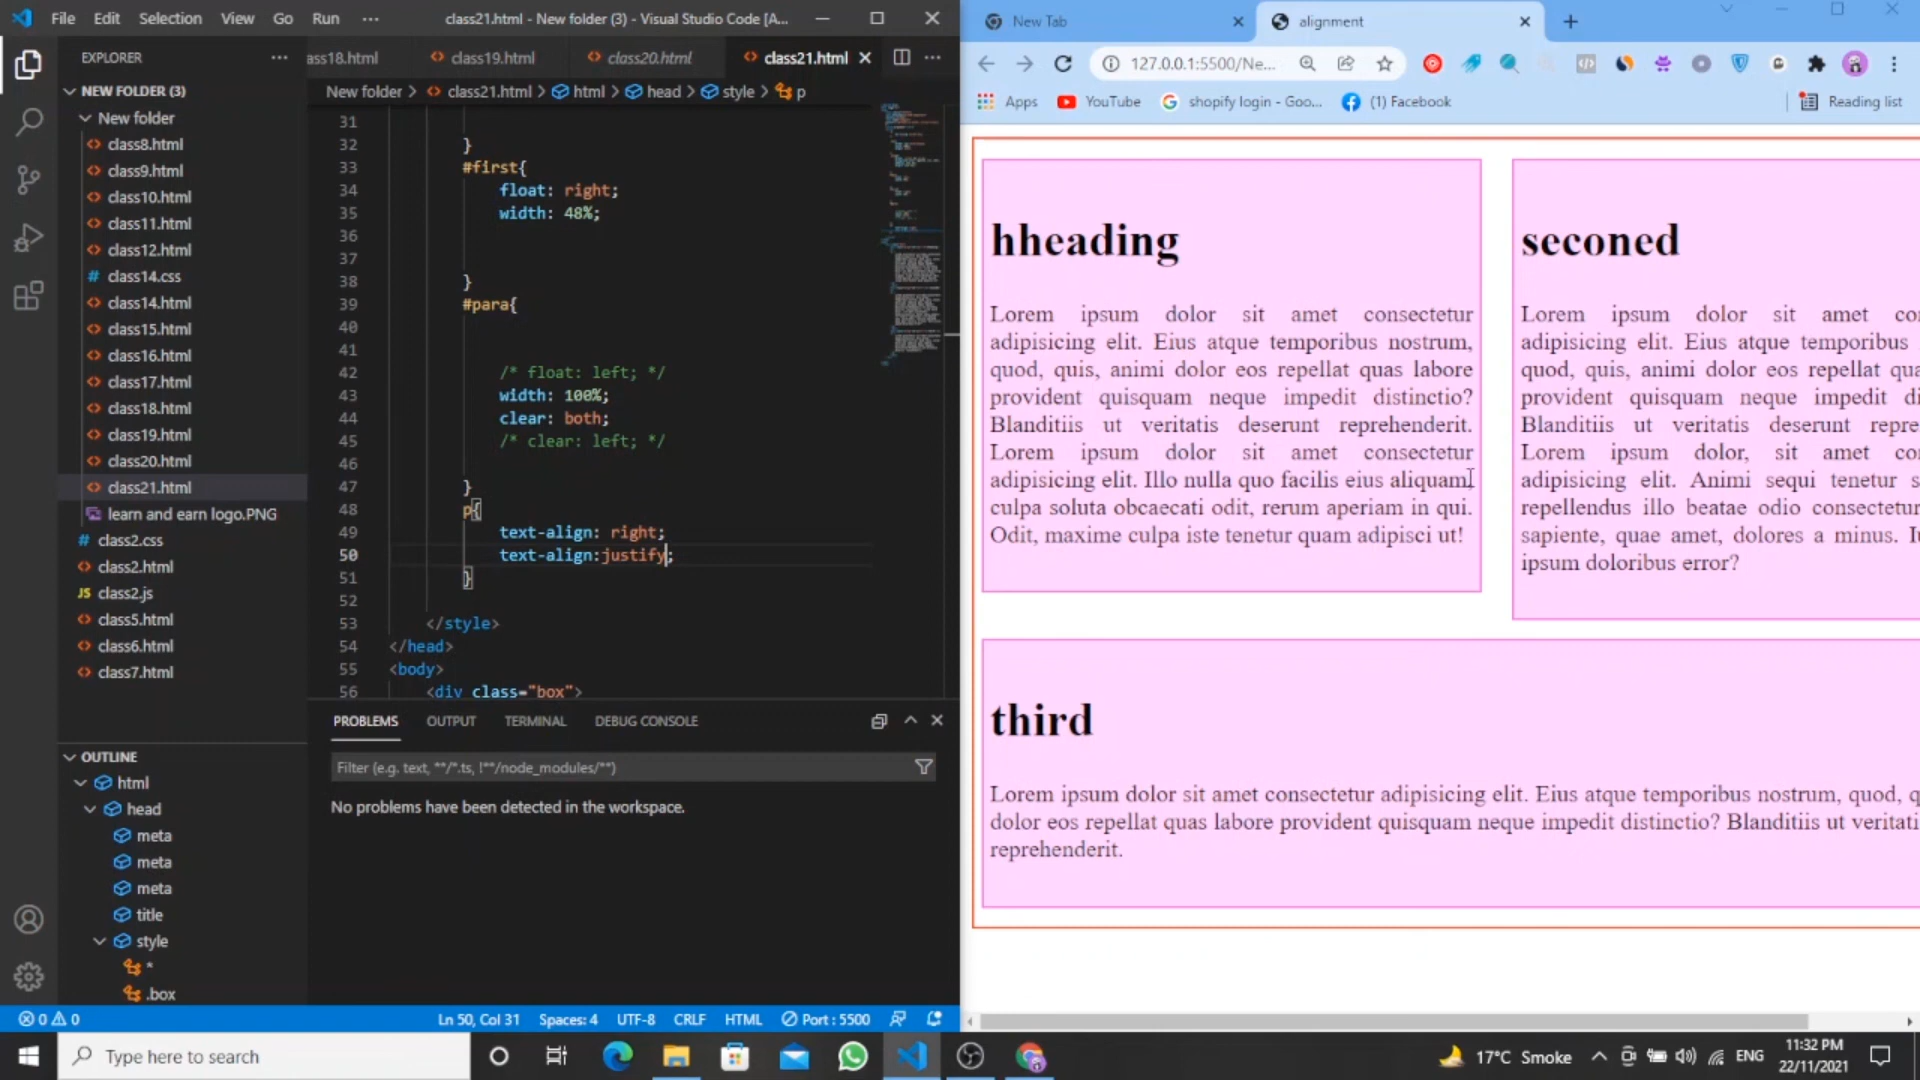 File Edit Selection View Go Run ··· class21.html - New folder (3) - Visual Studio Code [A...
EXPLORER ···
ass18.html class19.html class20.html class21.html ···
NEW FOLDER (3)
New folder > class21.html > html > head > style > p
New folder
class8.html
class9.html
class10.html
class11.html
class12.html
class14.css
class14.html
class15.html
class16.html
class17.html
class18.html
class19.html
class20.html
class21.html
learn and earn logo.PNG
class2.css
class2.html
JS class2.js
class5.html
class6.html
class7.html
31
32 }
33 #first{
34 float: right;
35 width: 48%;
36
37
38 }
39 #para{
40
41
42 /* float: left; */
43 width: 100%;
44 clear: both;
45 /* clear: left; */
46
47 }
48 p{
49 text-align: right;
50 text-align:justify;
51 }
52
53 </style>
54 </head>
55 <body>
56 <div class="box">
PROBLEMS OUTPUT TERMINAL DEBUG CONSOLE
Filter (e.g. text, **/*.ts, !**/node_modules/**)
No problems have been detected in the workspace.
OUTLINE
html
head
meta
meta
meta
title
style
*
.box
0 0 Ln 50, Col 31 Spaces: 4 UTF-8 CRLF HTML Port : 5500
New Tab alignment
127.0.0.1:5500/Ne...
Apps YouTube shopify login - Goo... (1) Facebook Reading list
hheading
Lorem ipsum dolor sit amet consectetur
adipisicing elit. Eius atque temporibus nostrum,
quod, quis, animi dolor eos repellat quas labore
provident quisquam neque impedit distinctio?
Blanditiis ut veritatis deserunt reprehenderit.
Lorem ipsum dolor sit amet consectetur
adipisicing elit. Illo nulla quo facilis eius aliquam
culpa soluta obcaecati odit, rerum aperiam in qui.
Odit, maxime culpa iste tenetur quam adipisci ut!
seconed
Lorem ipsum dolor sit amet co
adipisicing elit. Eius atque temporibus
quod, quis, animi dolor eos repellat qua
provident quisquam neque impedit di
Blanditiis ut veritatis deserunt repre
Lorem ipsum dolor, sit amet co
adipisicing elit. Animi sequi tenetur s
repellendus illo beatae odio consectetur
sapiente, quae amet, dolores a minus. I
ipsum doloribus error?
third
Lorem ipsum dolor sit amet consectetur adipisicing elit. Eius atque temporibus nostrum, quod, q
dolor eos repellat quas labore provident quisquam neque impedit distinctio? Blanditiis ut veritati
reprehenderit.
Type here to search
17°C Smoke ENG 11:32 PM
22/11/2021